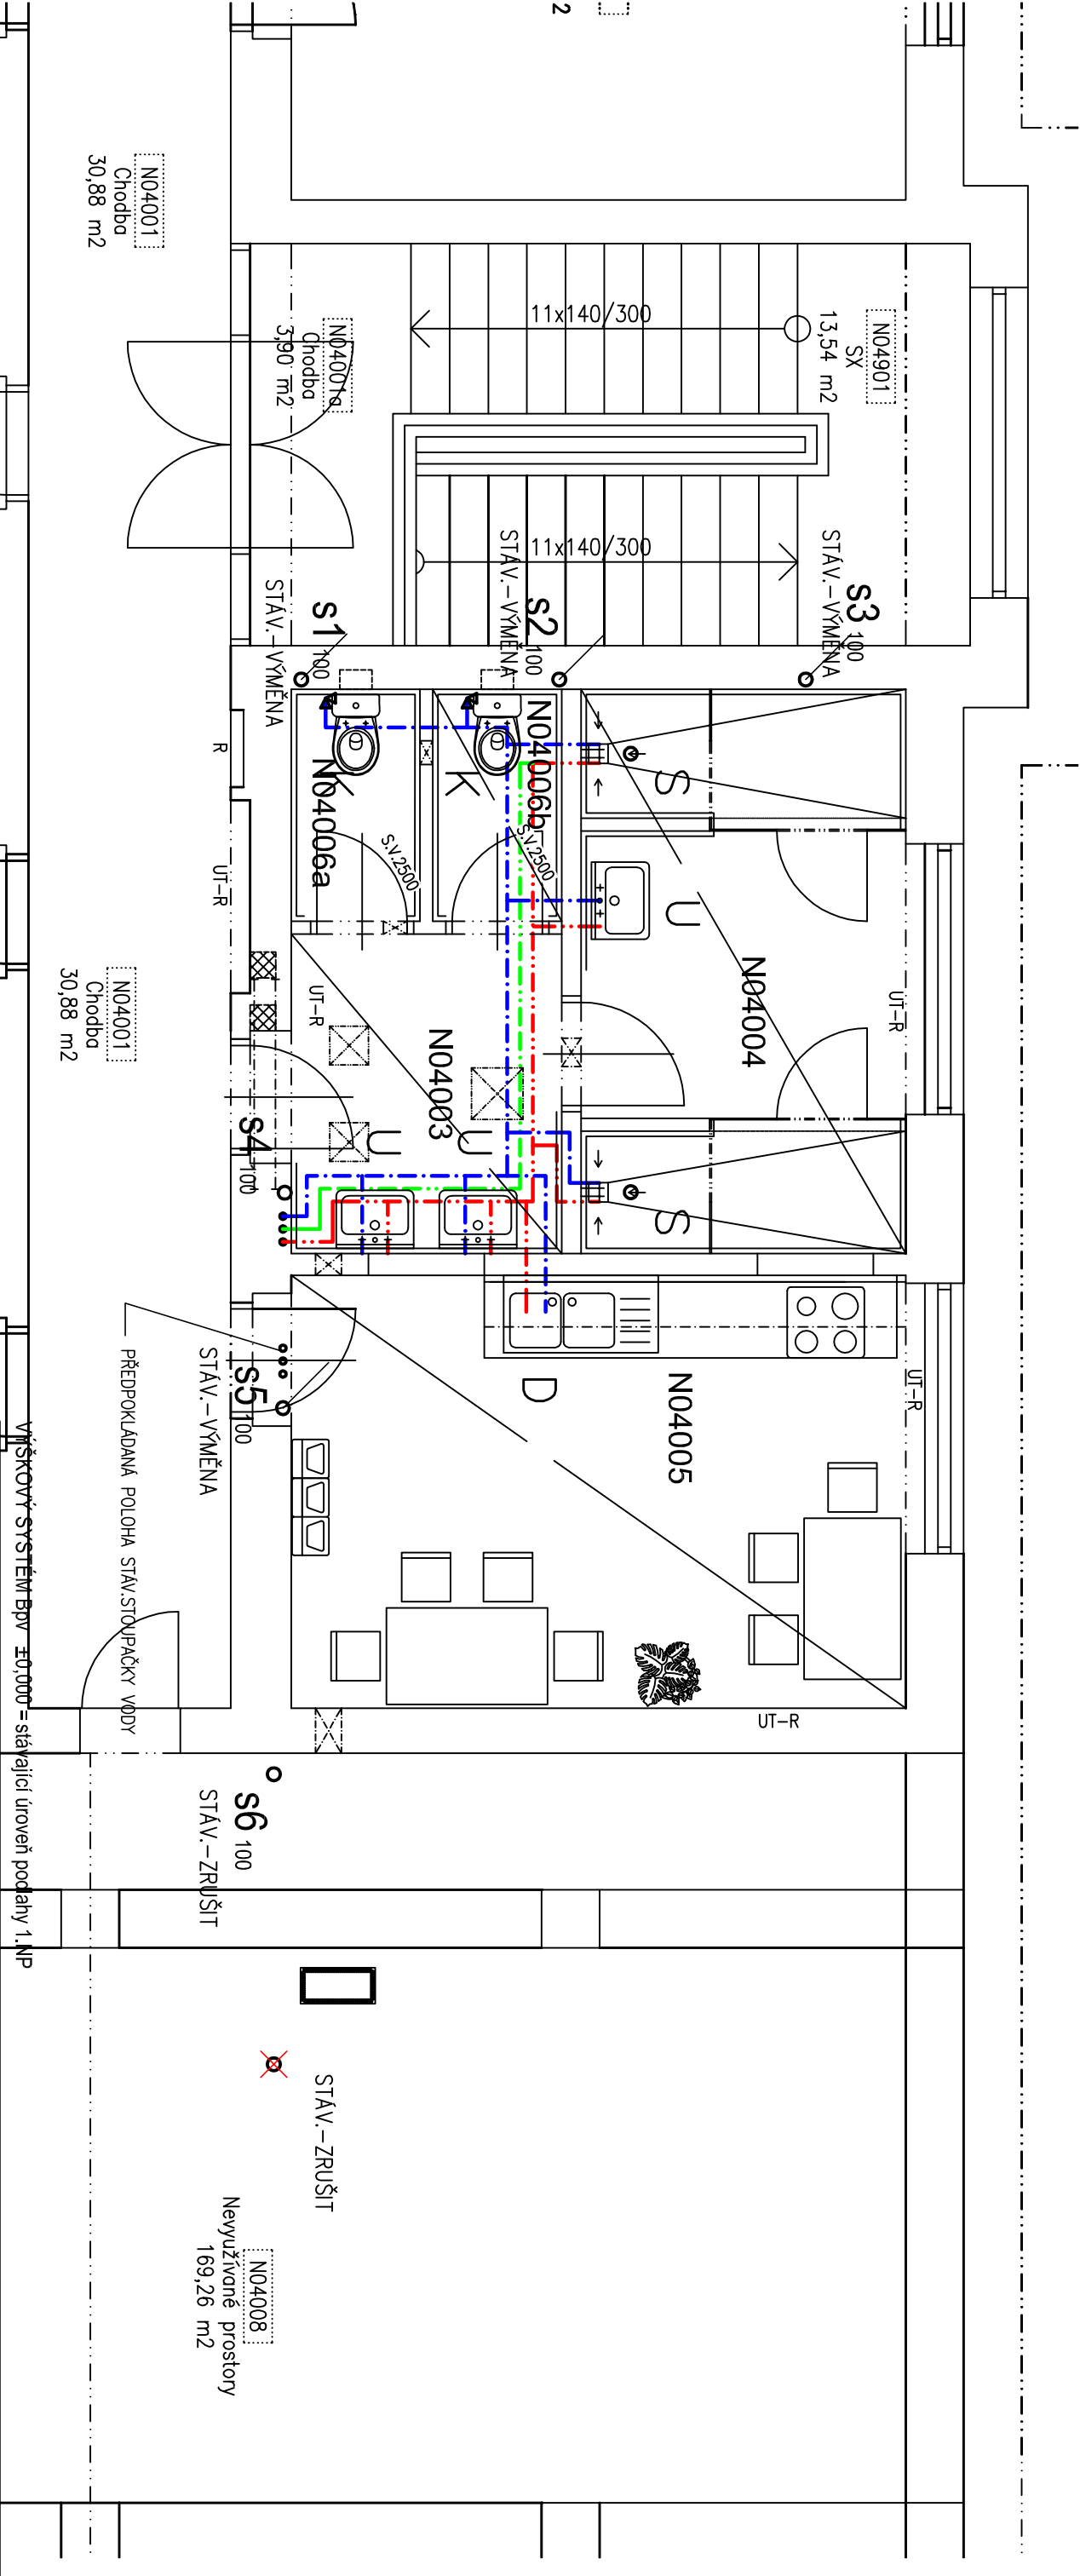 2
N04001
Chodba
30,88 m2
N04001a
Chodba
3,90 m2
11x140/300
N04901
SX
13,54 m2
11x140/300
s1
100
STÁV.-VÝMĚNA
s2
100
STÁV.-VÝMĚNA
s3
100
STÁV.-VÝMĚNA
R
UT-R
N04006a
K
S.V.2500
N04006b
K
S.V.2500
S
U
N04004
UT-R
S
N04001
Chodba
30,88 m2
UT-R
N04003
U
U
s4
100
s5
100
STÁV.-VÝMĚNA
PŘEDPOKLÁDANÁ POLOHA STÁV.STOUPAČKY VODY
D
N04005
UT-R
UT-R
VÝŠKOVÝ SYSTÉM Bpv ±0,000 = stávající úroveň podlahy 1.NP
s6
100
STÁV.-ZRUŠIT
STÁV.-ZRUŠIT
N04008
Nevyužívané prostory
169,26 m2